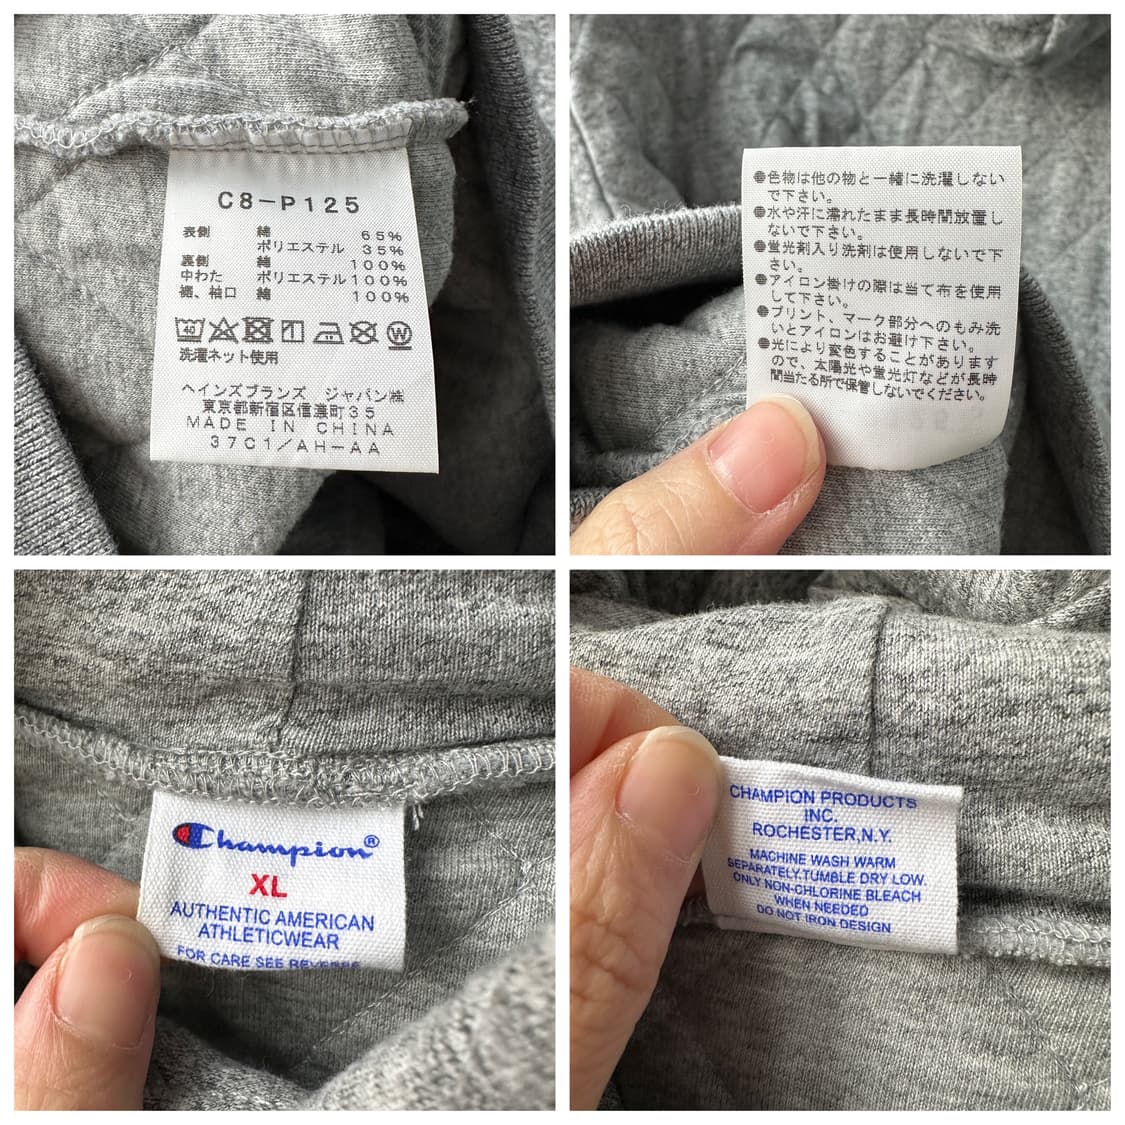 C8-P125
表側 綿 65%
ポリエステル 35%
裏側 綿 100%
中わた ポリエステル 100%
裾、袖口 綿 100%
40 W
洗濯ネット使用
ヘインズブランズ ジャパン㈱
東京都新宿区信濃町35
MADE IN CHINA
37C1/AH-AA
●色物は他の物と一緒に洗濯しない
で下さい。
●水や汗に濡れたまま長時間放置し
ないで下さい。
●蛍光剤入り洗剤は使用しないで下
さい。
●アイロン掛けの際は当て布を使用
して下さい。
●プリント、マーク部分へのもみ洗
いとアイロンはお避け下さい。
●光により変色することがあります
ので、太陽光や蛍光灯などが長時
間当たる所で保管しないでください。
Champion®
XL
AUTHENTIC AMERICAN
ATHLETICWEAR
FOR CARE SEE REVERSE
CHAMPION PRODUCTS
INC.
ROCHESTER,N.Y.
MACHINE WASH WARM
SEPARATELY.TUMBLE DRY LOW.
ONLY NON-CHLORINE BLEACH
WHEN NEEDED
DO NOT IRON DESIGN